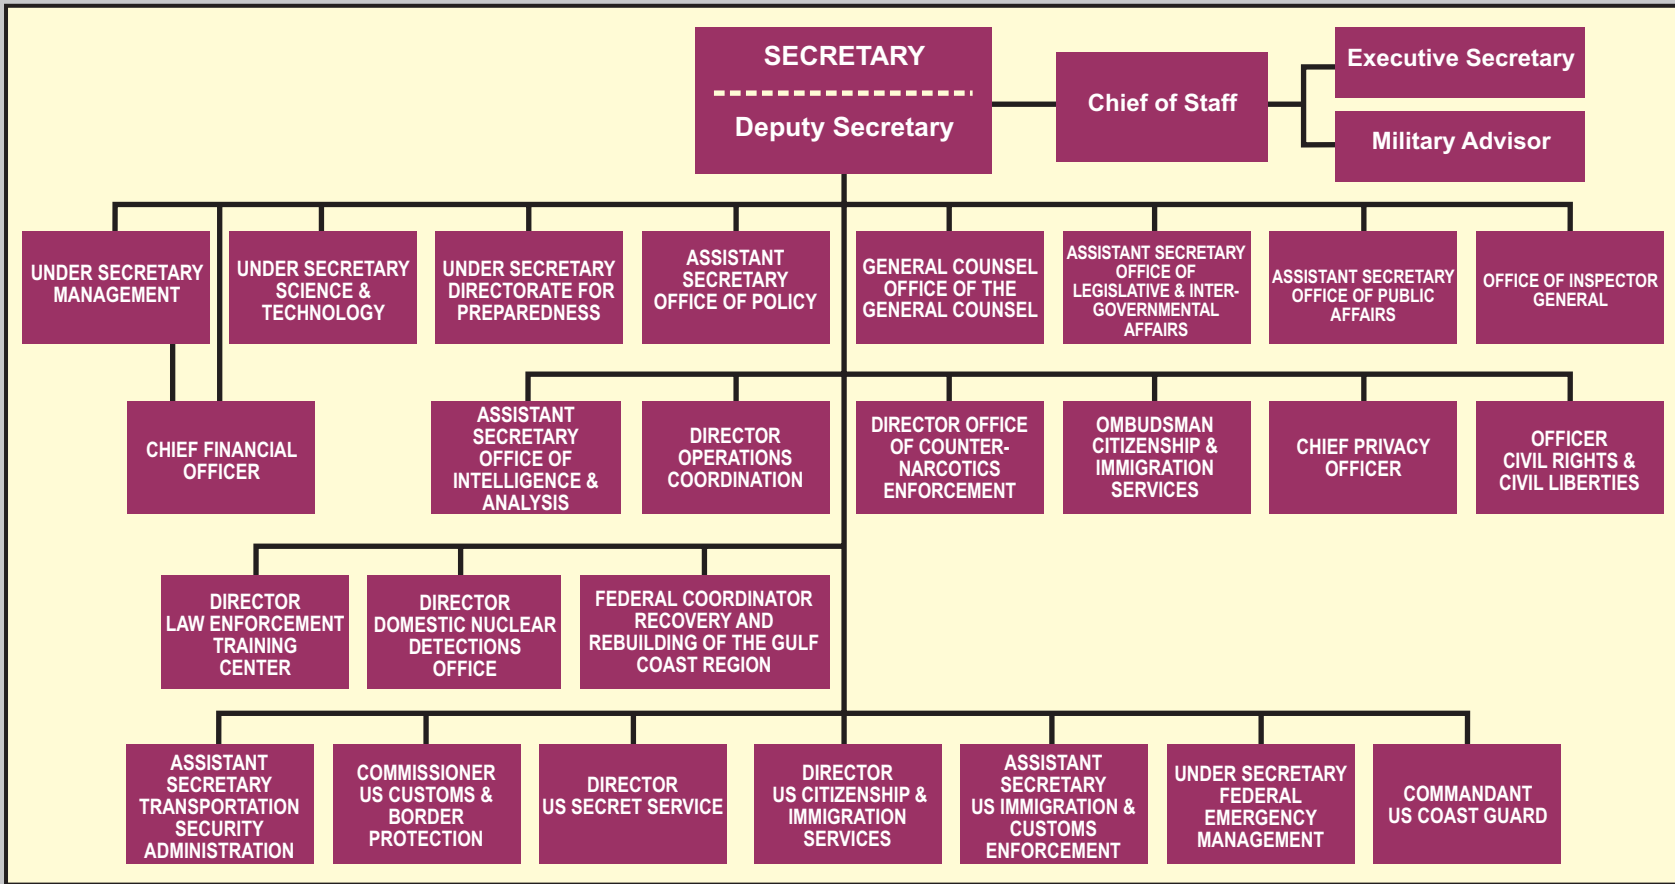 SECRETARY
Deputy Secretary
Chief of Staff
Executive Secretary
Military Advisor
UNDER SECRETARY
MANAGEMENT
UNDER SECRETARY
SCIENCE &
TECHNOLOGY
UNDER SECRETARY
DIRECTORATE FOR
PREPAREDNESS
ASSISTANT
SECRETARY
OFFICE OF POLICY
GENERAL COUNSEL
OFFICE OF THE
GENERAL COUNSEL
ASSISTANT SECRETARY
OFFICE OF
LEGISLATIVE & INTER-
GOVERNMENTAL
AFFAIRS
ASSISTANT SECRETARY
OFFICE OF PUBLIC
AFFAIRS
OFFICE OF INSPECTOR
GENERAL
CHIEF FINANCIAL
OFFICER
ASSISTANT
SECRETARY
OFFICE OF
INTELLIGENCE &
ANALYSIS
DIRECTOR
OPERATIONS
COORDINATION
DIRECTOR OFFICE
OF COUNTER-
NARCOTICS
ENFORCEMENT
OMBUDSMAN
CITIZENSHIP &
IMMIGRATION
SERVICES
CHIEF PRIVACY
OFFICER
OFFICER
CIVIL RIGHTS &
CIVIL LIBERTIES
DIRECTOR
LAW ENFORCEMENT
TRAINING
CENTER
DIRECTOR
DOMESTIC NUCLEAR
DETECTIONS
OFFICE
FEDERAL COORDINATOR
RECOVERY AND
REBUILDING OF THE GULF
COAST REGION
ASSISTANT
SECRETARY
TRANSPORTATION
SECURITY
ADMINISTRATION
COMMISSIONER
US CUSTOMS &
BORDER
PROTECTION
DIRECTOR
US SECRET SERVICE
DIRECTOR
US CITIZENSHIP &
IMMIGRATION
SERVICES
ASSISTANT
SECRETARY
US IMMIGRATION &
CUSTOMS
ENFORCEMENT
UNDER SECRETARY
FEDERAL
EMERGENCY
MANAGEMENT
COMMANDANT
US COAST GUARD